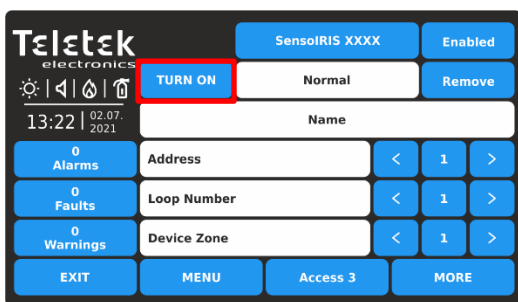 Teletek
electronics
SensoIRIS XXXX
Enabled
TURN ON
Normal
Remove
13:22
02.07.
2021
Name
0
Alarms
Address
<
1
>
0
Faults
Loop Number
<
1
>
0
Warnings
Device Zone
<
1
>
EXIT
MENU
Access 3
MORE